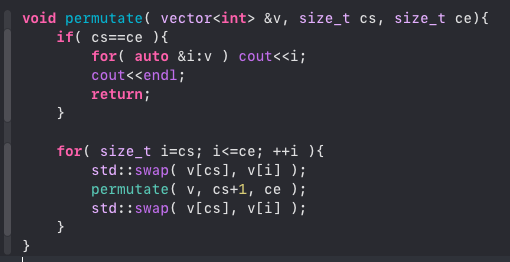 void permutate( vector<int> &v, size_t cs, size_t ce){
    if( cs==ce ){
        for( auto &i:v ) cout<<i;
        cout<<endl;
        return;
    }

    for( size_t i=cs; i<=ce; ++i ){
        std::swap( v[cs], v[i] );
        permutate( v, cs+1, ce );
        std::swap( v[cs], v[i] );
    }
}